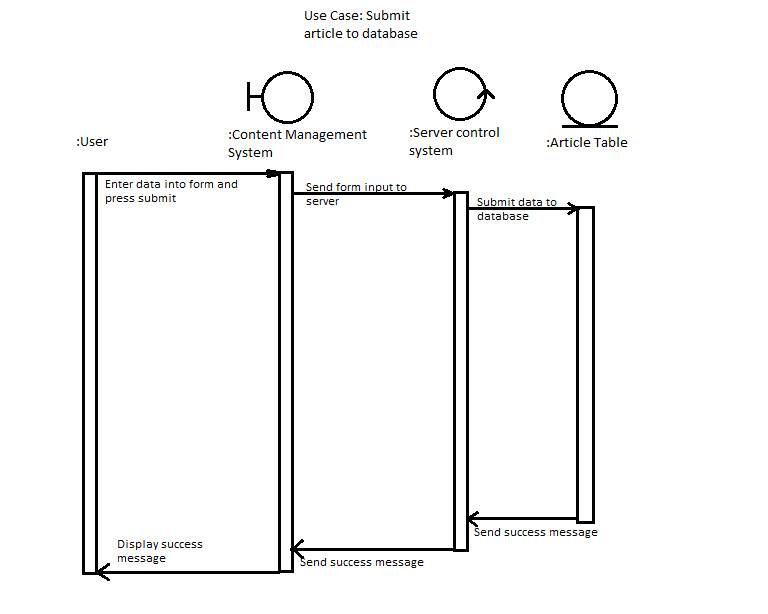 Use Case: Submit
article to database
:User
:Content Management
System
:Server control
system
:Article Table
Enter data into form and
press submit
Send form input to
server
Submit data to
database
Send success message
Send success message
Display success
message